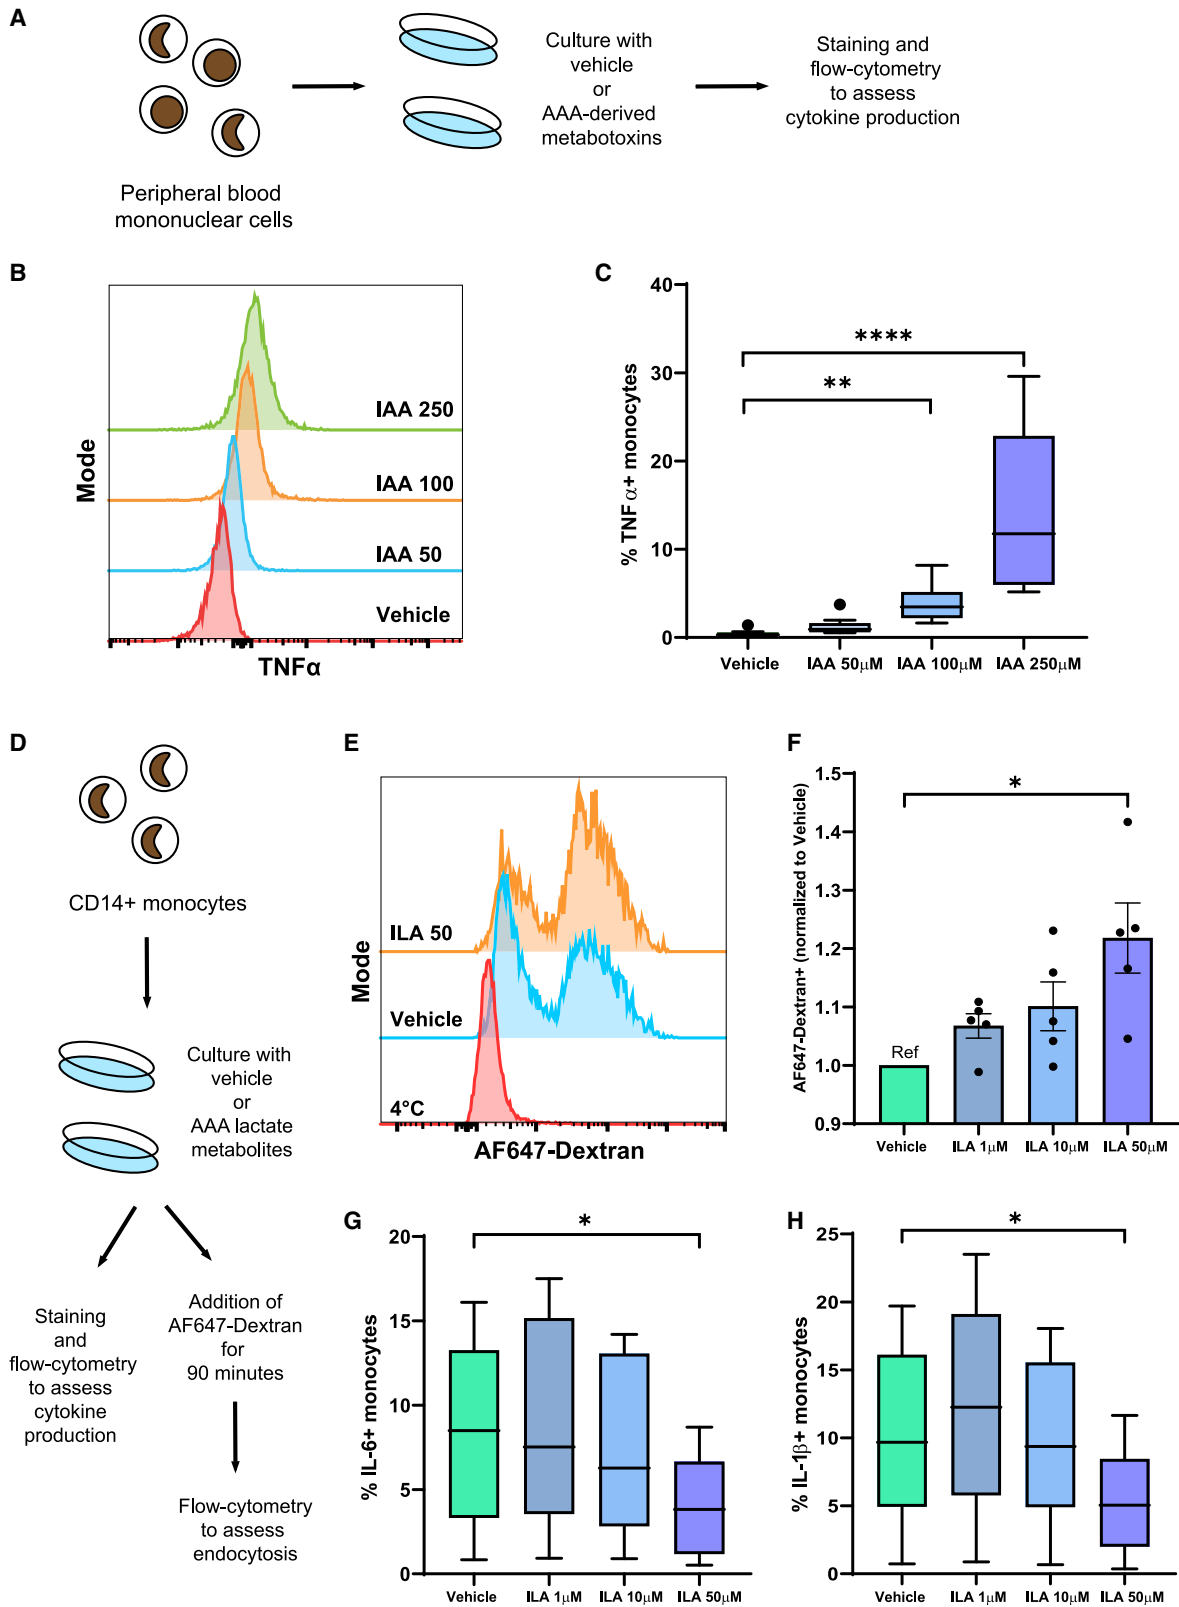 A
Peripheral blood
mononuclear cells
Culture with
vehicle
or
AAA-derived
metabotoxins
Staining and
flow-cytometry
to assess
cytokine production
B
Mode
IAA 250
IAA 100
IAA 50
Vehicle
TNFα
C
% TNF α+ monocytes
40
30
20
10
0
****
**
Vehicle
IAA 50μM
IAA 100μM
IAA 250μM
D
CD14+ monocytes
Culture with
vehicle
or
AAA lactate
metabolites
Staining
and
flow-cytometry
to assess
cytokine
production
Addition of
AF647-Dextran
for
90 minutes
Flow-cytometry
to assess
endocytosis
E
Mode
ILA 50
Vehicle
4°C
AF647-Dextran
F
AF647-Dextran+ (normalized to Vehicle)
1.5
1.4
1.3
1.2
1.1
1.0
0.9
*
Ref
Vehicle
ILA 1μM
ILA 10μM
ILA 50μM
G
% IL-6+ monocytes
20
15
10
5
0
*
Vehicle
ILA 1μM
ILA 10μM
ILA 50μM
H
% IL-1β+ monocytes
25
20
15
10
5
0
*
Vehicle
ILA 1μM
ILA 10μM
ILA 50μM